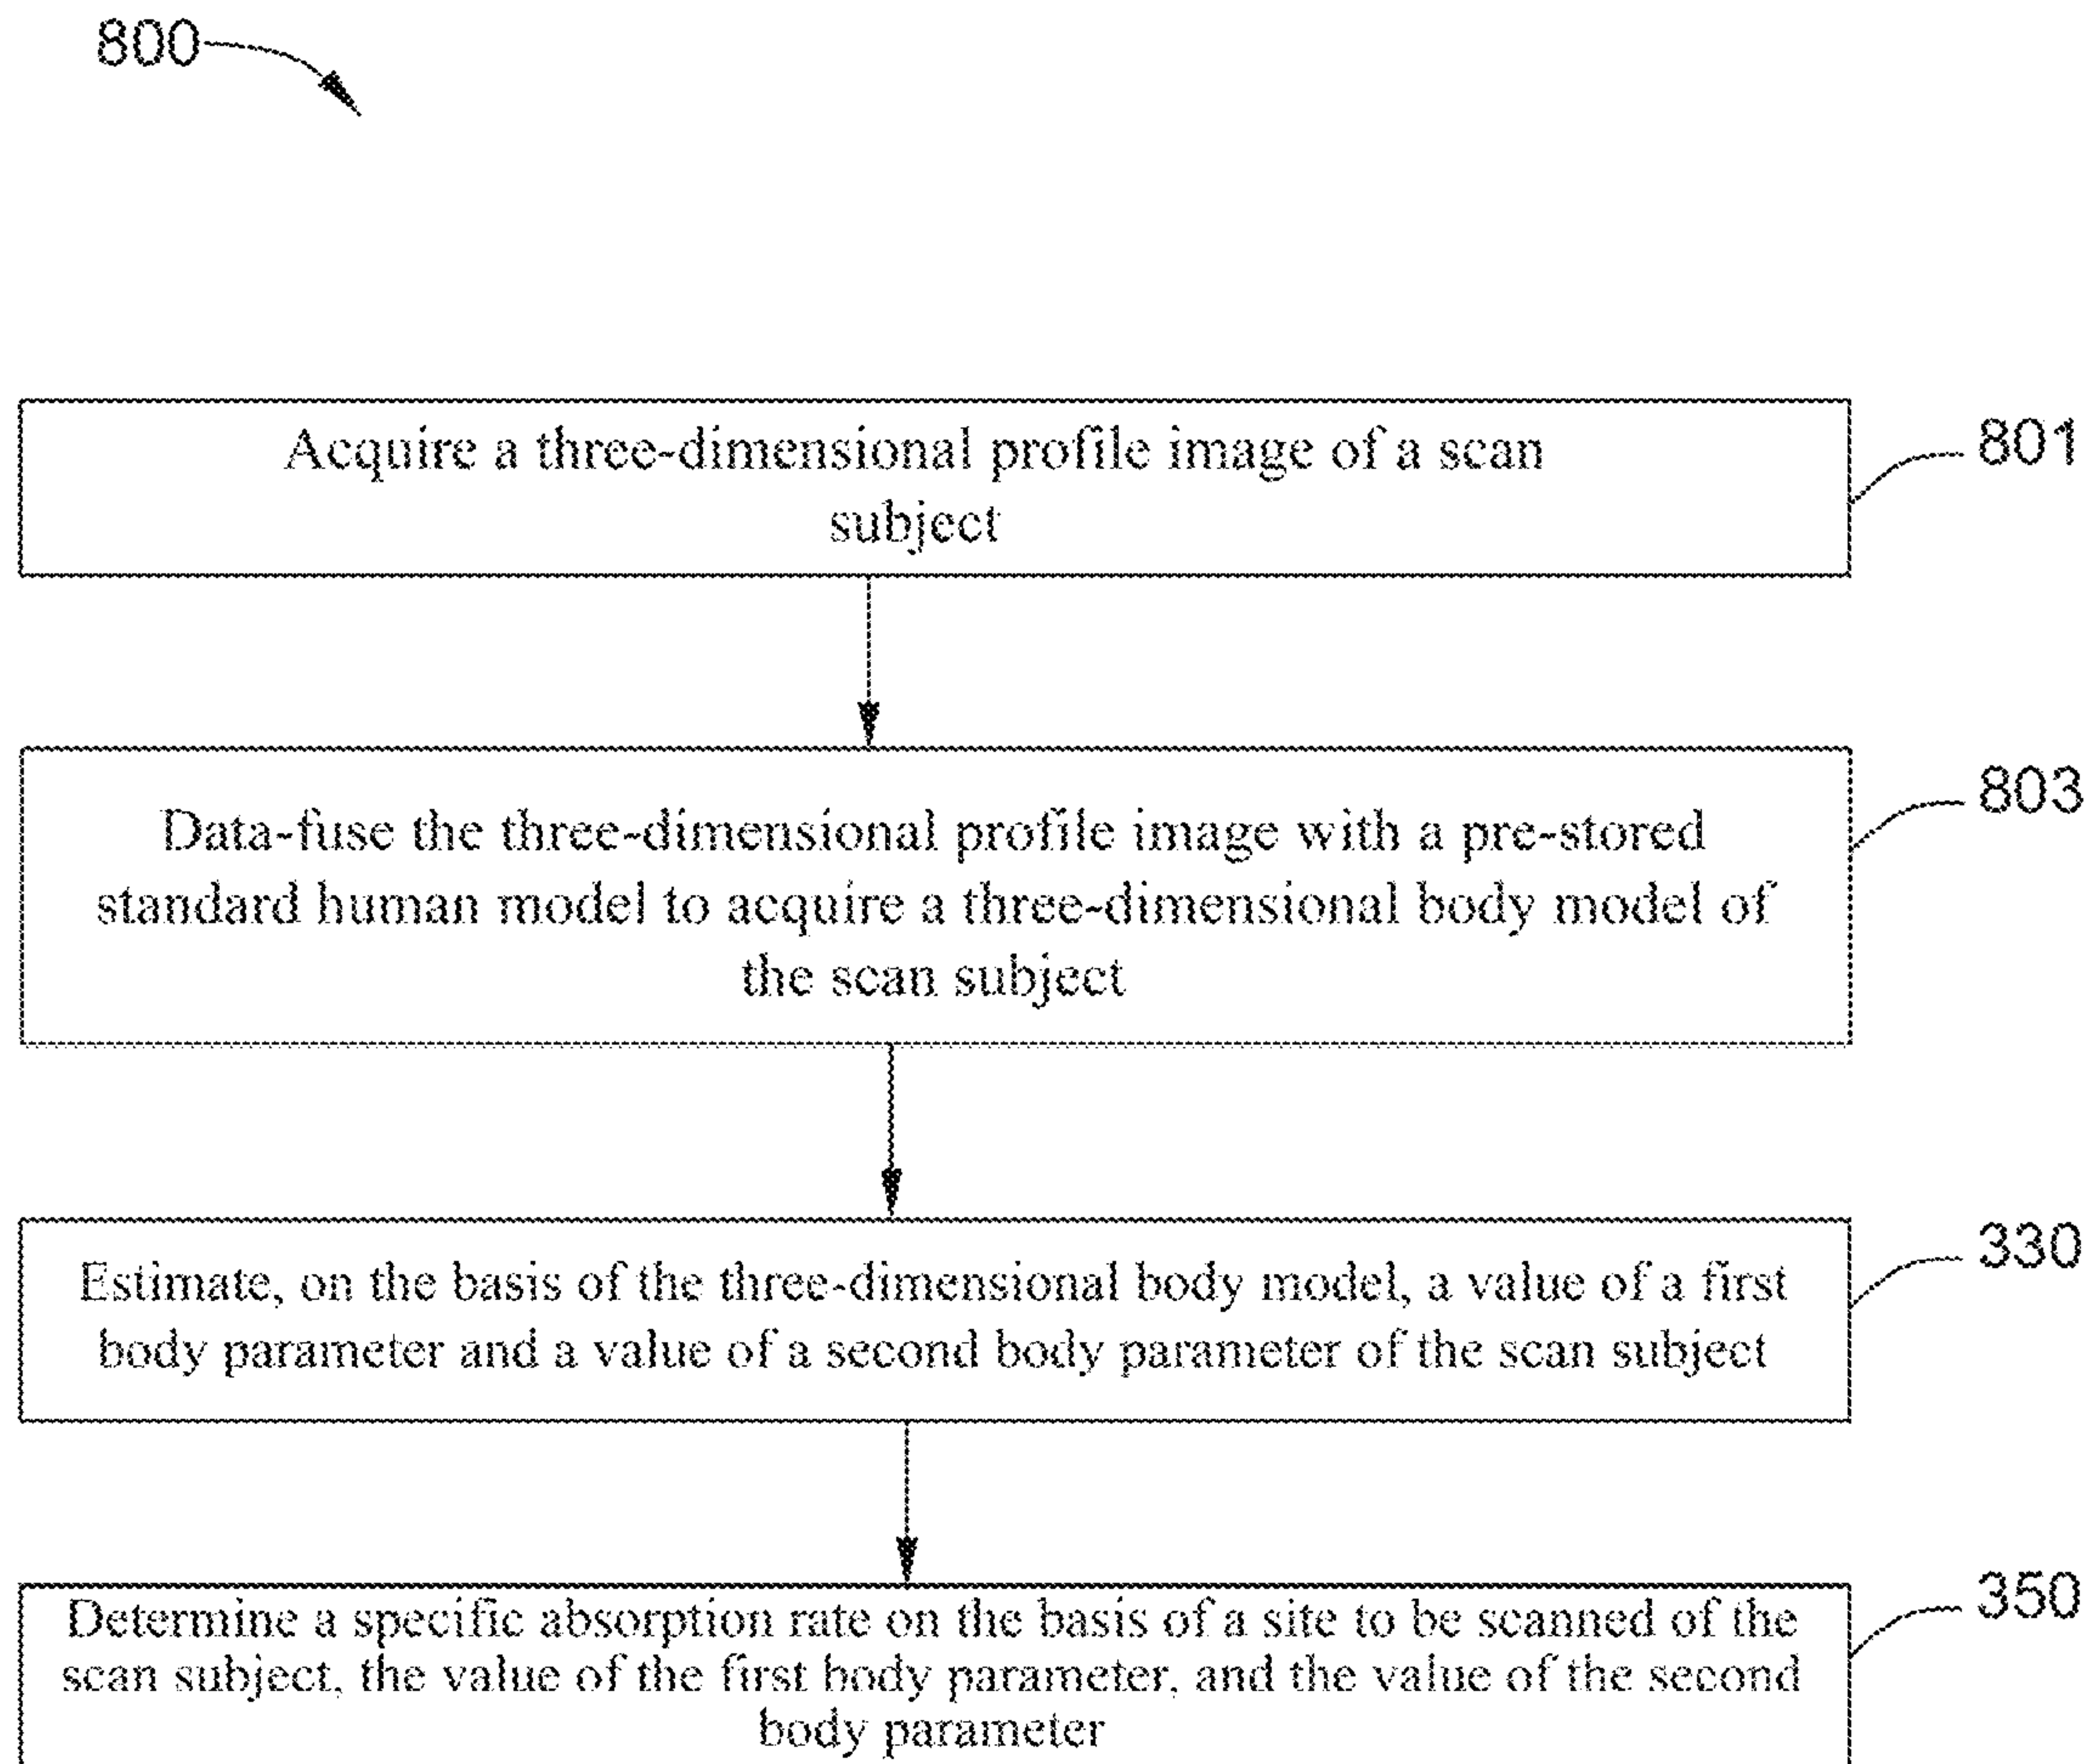 800
Acquire a three-dimensional profile image of a scan
subject
801
Data-fuse the three-dimensional profile image with a pre-stored
standard human model to acquire a three-dimensional body model of
the scan subject
803
Estimate, on the basis of the three-dimensional body model, a value of a first
body parameter and a value of a second body parameter of the scan subject
330
Determine a specific absorption rate on the basis of a site to be scanned of the
scan subject, the value of the first body parameter, and the value of the second
body parameter
350